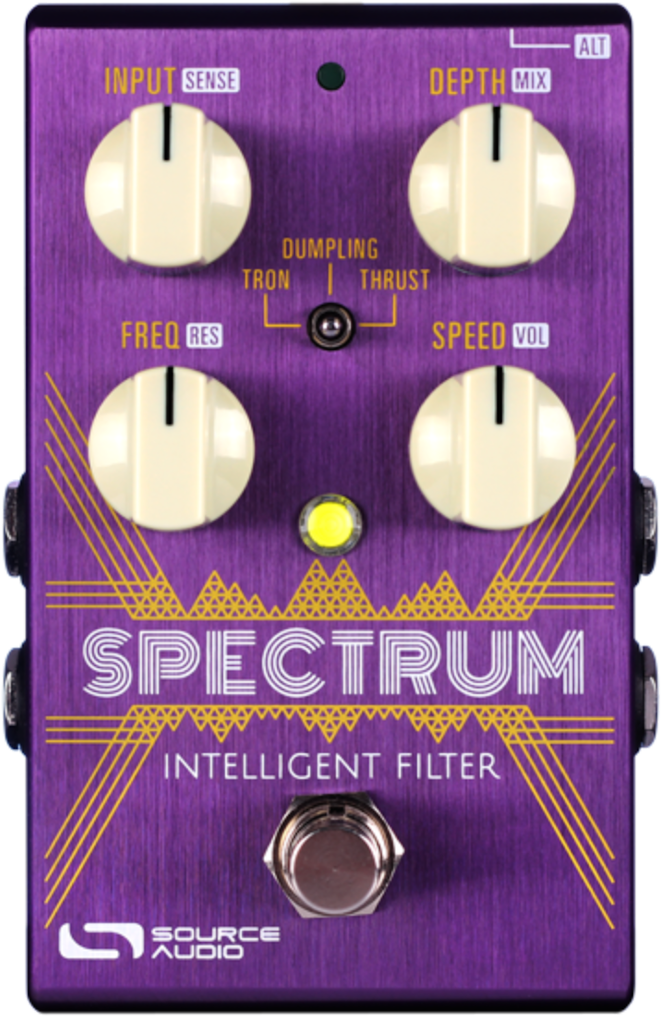 ALT
INPUT SENSE
DEPTH MIX
DUMPLING
TRON
THRUST
FREQ RES
SPEED VOL
SPECTRUM
INTELLIGENT FILTER
SOURCE
AUDIO